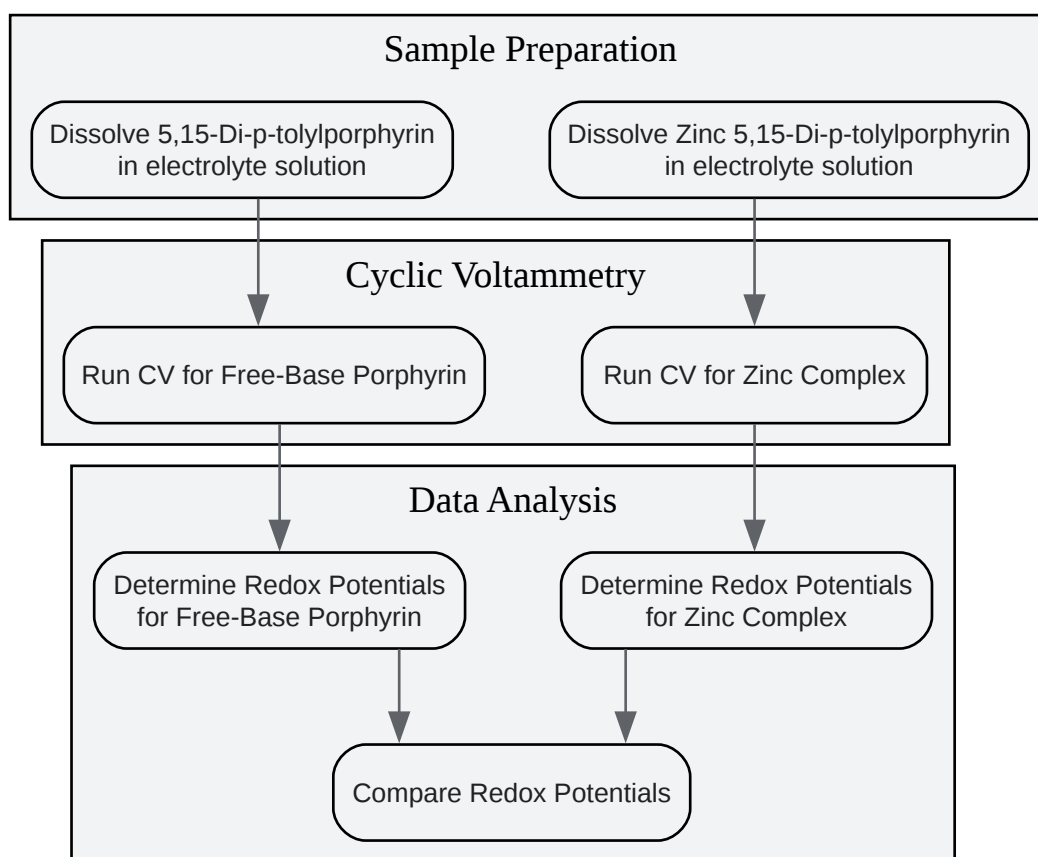 Sample Preparation
Dissolve 5,15-Di-p-tolylporphyrin
in electrolyte solution
Dissolve Zinc 5,15-Di-p-tolylporphyrin
in electrolyte solution
Cyclic Voltammetry
Run CV for Free-Base Porphyrin
Run CV for Zinc Complex
Data Analysis
Determine Redox Potentials
for Free-Base Porphyrin
Determine Redox Potentials
for Zinc Complex
Compare Redox Potentials